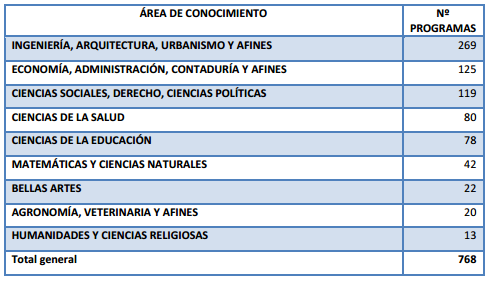 ÁREA DE CONOCIMIENTO Nº PROGRAMAS
INGENIERÍA, ARQUITECTURA, URBANISMO Y AFINES 269
ECONOMÍA, ADMINISTRACIÓN, CONTADURÍA Y AFINES 125
CIENCIAS SOCIALES, DERECHO, CIENCIAS POLÍTICAS 119
CIENCIAS DE LA SALUD 80
CIENCIAS DE LA EDUCACIÓN 78
MATEMÁTICAS Y CIENCIAS NATURALES 42
BELLAS ARTES 22
AGRONOMÍA, VETERINARIA Y AFINES 20
HUMANIDADES Y CIENCIAS RELIGIOSAS 13
Total general 768